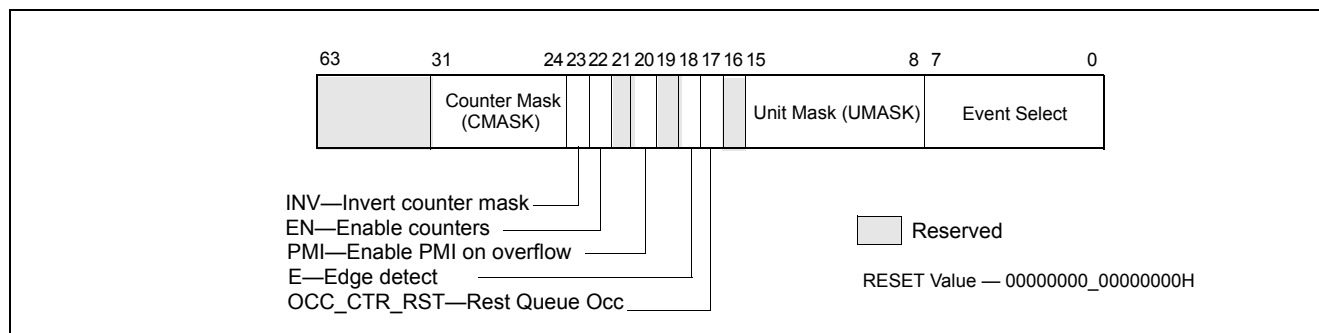 63 31 24 23 22 21 20 19 18 17 16 15 8 7 0
Counter Mask
(CMASK)
Unit Mask (UMASK)
Event Select
INV—Invert counter mask
EN—Enable counters
PMI—Enable PMI on overflow
E—Edge detect
OCC_CTR_RST—Rest Queue Occ
Reserved
RESET Value — 00000000_00000000H